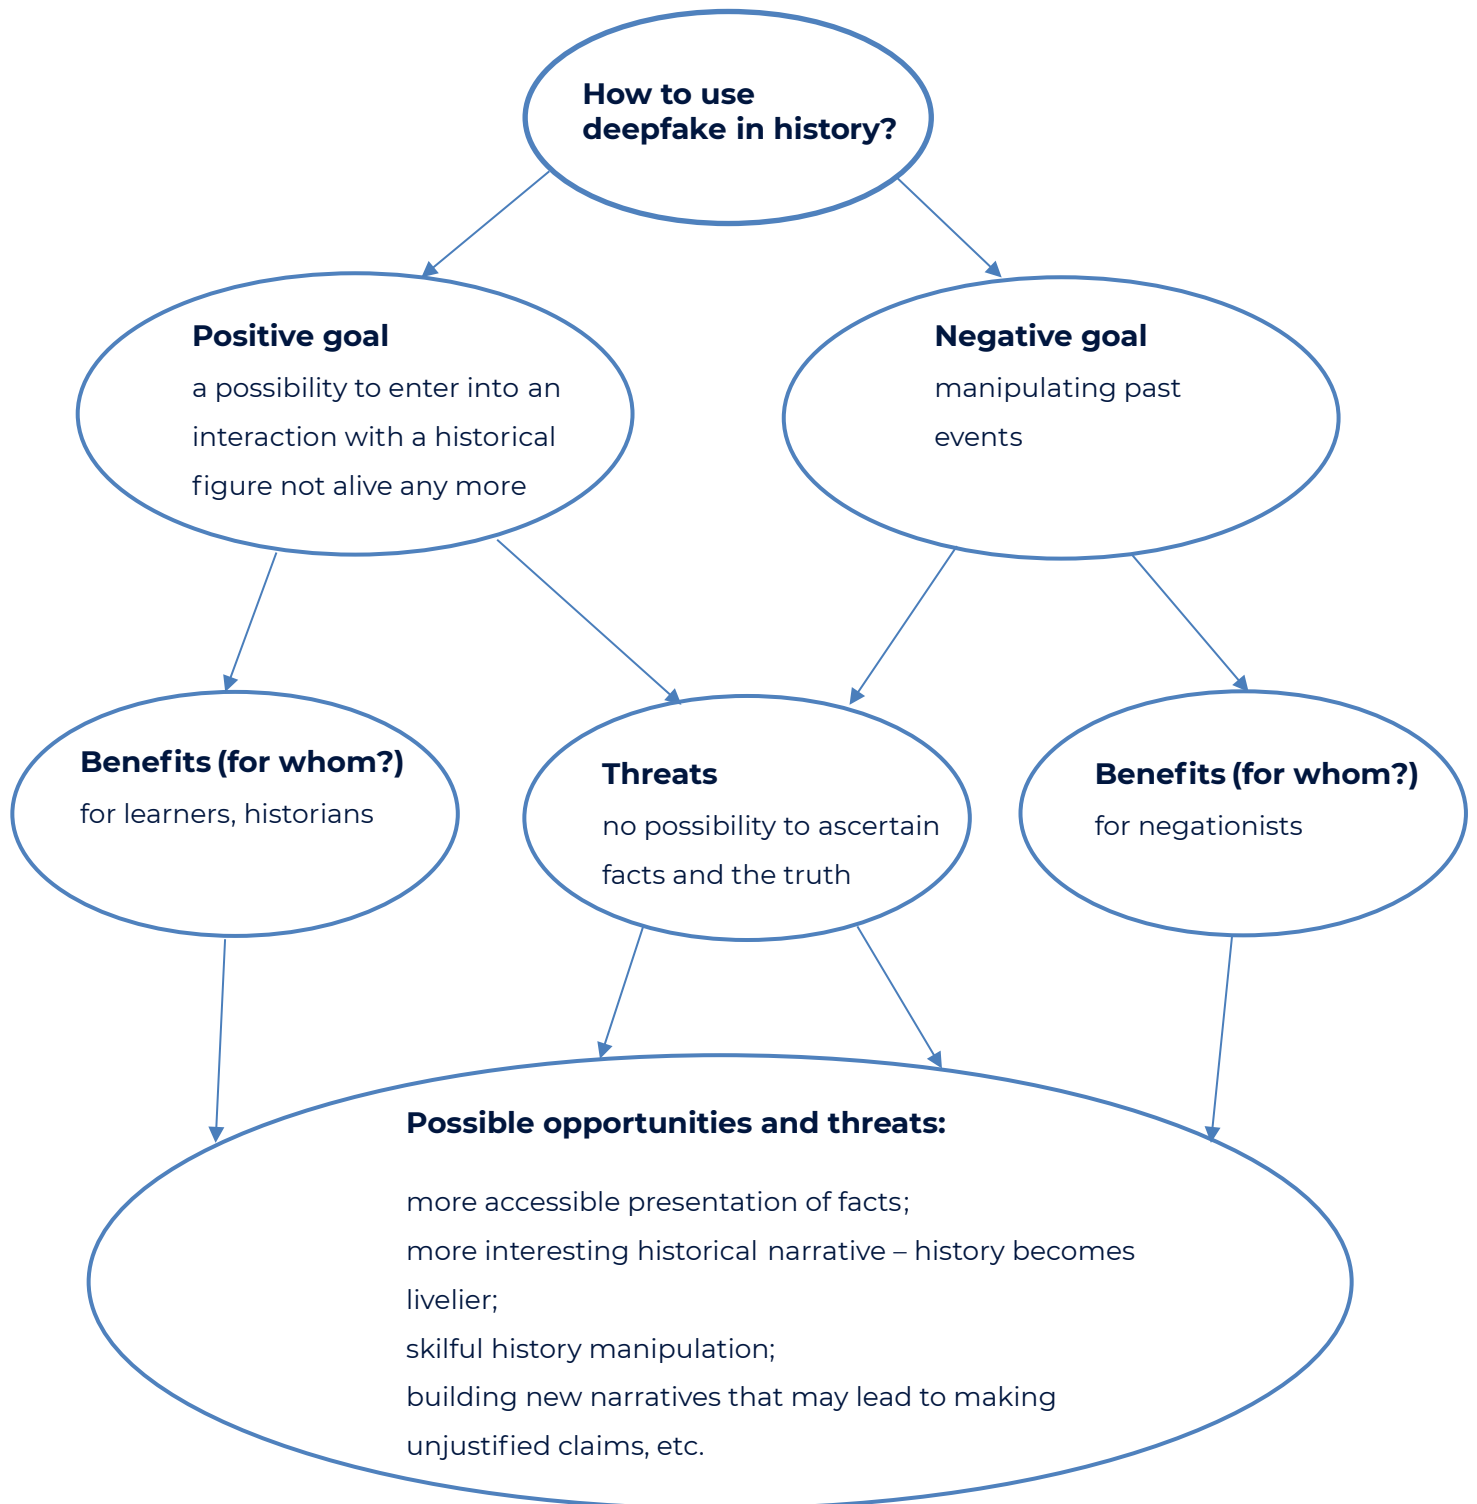 How to use
deepfake in history?
Positive goal
a possibility to enter into an
interaction with a historical
figure not alive any more
Negative goal
manipulating past
events
Benefits (for whom?)
for learners, historians
Threats
no possibility to ascertain
facts and the truth
Benefits (for whom?)
for negationists
Possible opportunities and threats:
more accessible presentation of facts;
more interesting historical narrative – history becomes
livelier;
skilful history manipulation;
building new narratives that may lead to making
unjustified claims, etc.